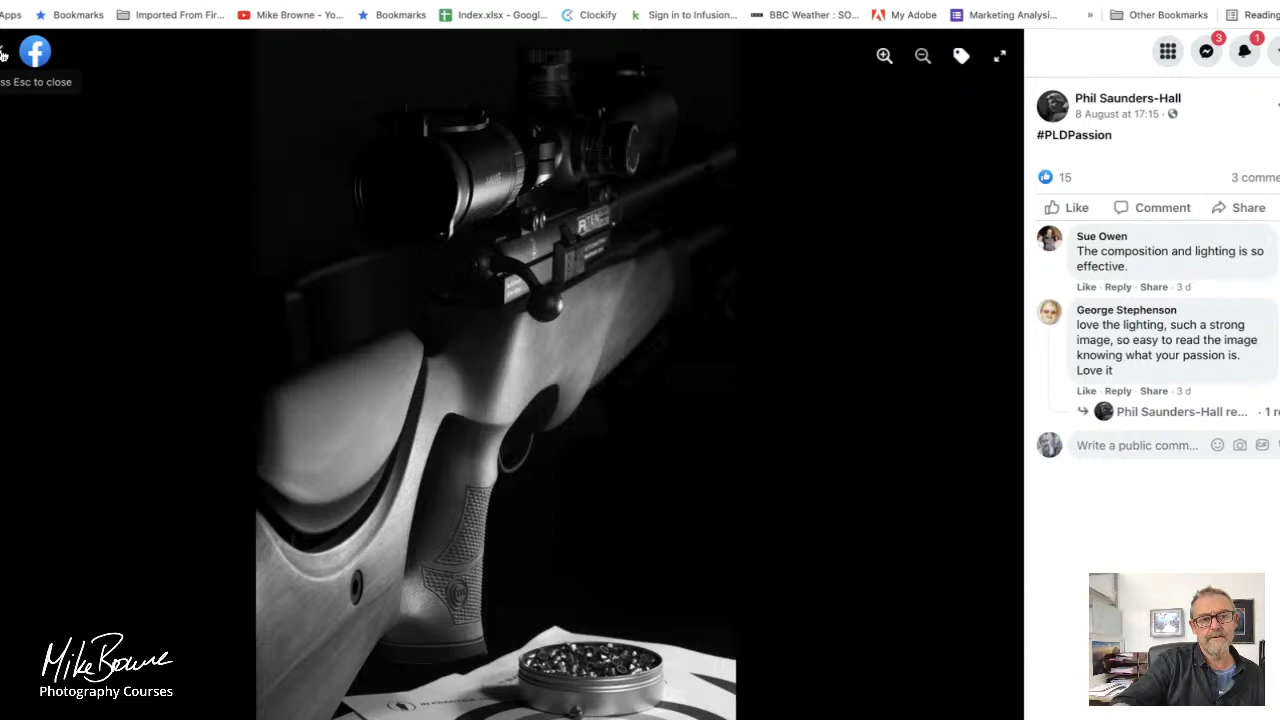 Apps Bookmarks Imported From Fir... Mike Browne - Yo... Bookmarks Index.xlsx - Googl... Clockify Sign in to Infusion... BBC Weather : SO... My Adobe Marketing Analysi... » Other Bookmarks Reading
ss Esc to close
3
1
Phil Saunders-Hall
8 August at 17:15 ·
#PLDPassion
15
3 comme
Like Comment Share
Sue Owen
The composition and lighting is so
effective.
Like · Reply · Share · 3 d
George Stephenson
love the lighting, such a strong
image, so easy to read the image
knowing what your passion is.
Love it
Like · Reply · Share · 3 d
Phil Saunders-Hall re... · 1 re
Write a public comm...
Mike Browne
Photography Courses